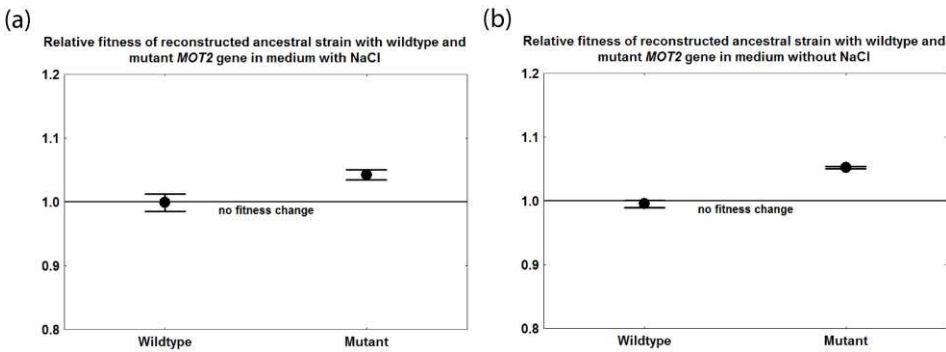 (a)
Relative fitness of reconstructed ancestral strain with wildtype and
mutant MOT2 gene in medium with NaCl
1.2
1.1
1.0
no fitness change
0.9
0.8
Wildtype Mutant
(b)
Relative fitness of reconstructed ancestral strain with wildtype and
mutant MOT2 gene in medium without NaCl
1.2
1.1
1.0
no fitness change
0.9
0.8
Wildtype Mutant